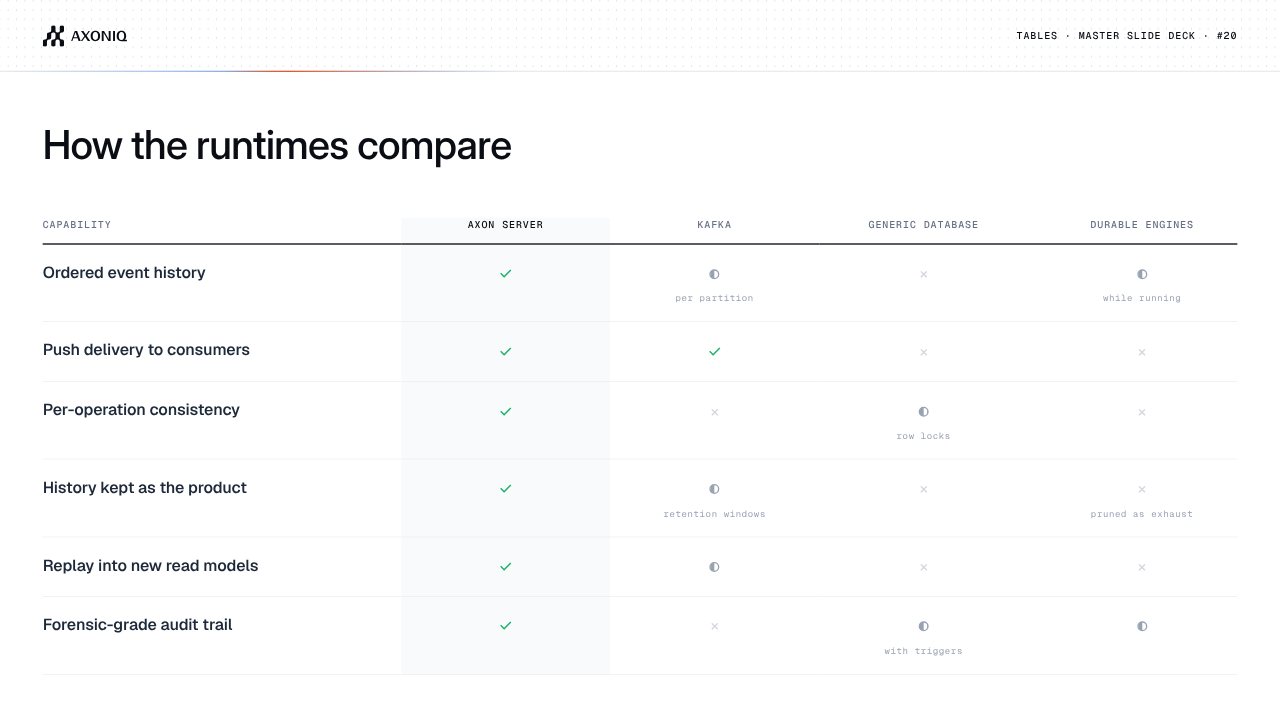 AXONIQ
TABLES · MASTER SLIDE DECK · #20
How the runtimes compare
CAPABILITY AXON SERVER KAFKA GENERIC DATABASE DURABLE ENGINES
Ordered event history ✓ ◐ × ◐
per partition while running
Push delivery to consumers ✓ ✓ × ×
Per-operation consistency ✓ × ◐ ×
row locks
History kept as the product ✓ ◐ × ×
retention windows pruned as exhaust
Replay into new read models ✓ ◐ × ×
Forensic-grade audit trail ✓ × ◐ ◐
with triggers